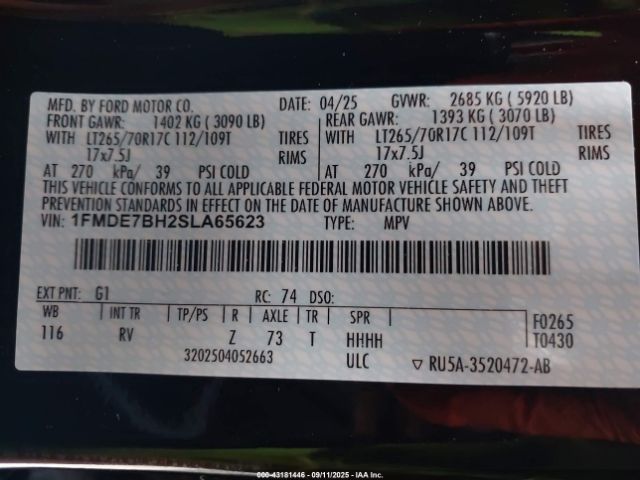 MFD. BY FORD MOTOR CO. DATE: 04/25 GVWR: 2685 KG ( 5920 LB)
FRONT GAWR: 1402 KG ( 3090 LB) REAR GAWR: 1393 KG ( 3070 LB)
WITH LT265/70R17C 112/109T TIRES WITH LT265/70R17C 112/109T TIRES
17x7.5J RIMS 17x7.5J RIMS
AT 270 kPa/ 39 PSI COLD AT 270 kPa/ 39 PSI COLD
THIS VEHICLE CONFORMS TO ALL APPLICABLE FEDERAL MOTOR VEHICLE SAFETY AND THEFT
PREVENTION STANDARDS IN EFFECT ON THE DATE OF MANUFACTURE SHOWN ABOVE.
VIN: 1FMDE7BH2SLA65623 TYPE: MPV
EXT PNT: G1 RC: 74 DSO:
WB INT TR TP/PS R AXLE TR SPR F0265
116 RV Z 73 T HHHH T0430
3202504052663 ULC ▽ RU5A-3520472-AB
000-43181446 - 09/11/2025 - IAA Inc.